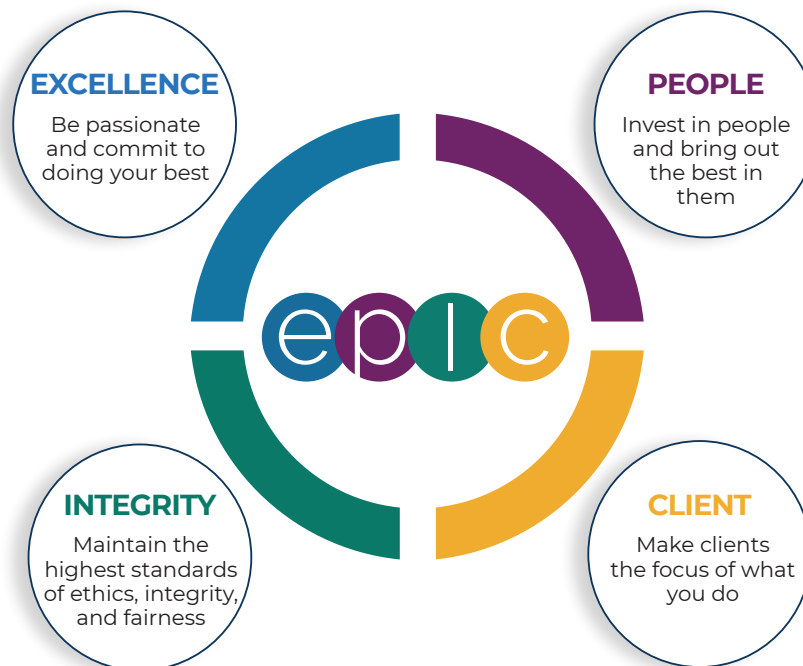 EXCELLENCE
Be passionate
and commit to
doing your best
PEOPLE
Invest in people
and bring out
the best in
them
epic
INTEGRITY
Maintain the
highest standards
of ethics, integrity,
and fairness
CLIENT
Make clients
the focus of what
you do